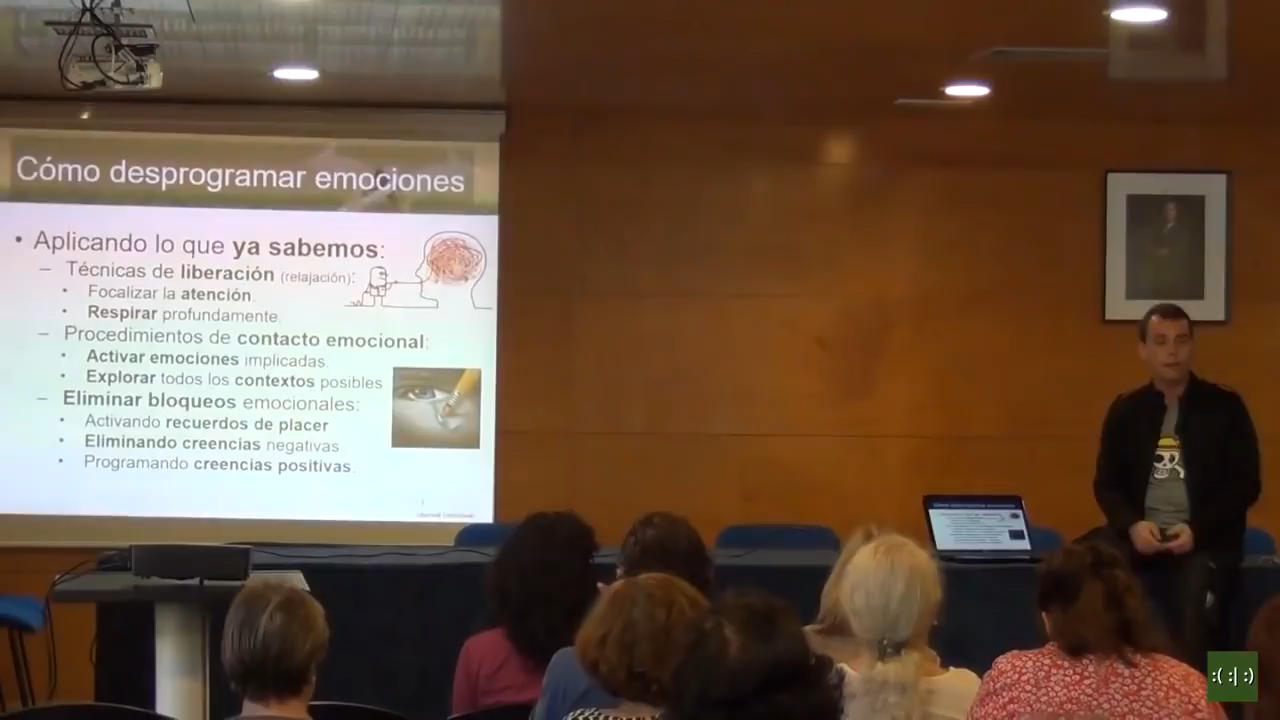 Cómo desprogramar emociones
• Aplicando lo que ya sabemos:
– Técnicas de liberación (relajación):
• Focalizar la atención.
• Respirar profundamente.
– Procedimientos de contacto emocional:
• Activar emociones implicadas.
• Explorar todos los contextos posibles
– Eliminar bloqueos emocionales:
• Activando recuerdos de placer
• Eliminando creencias negativas
• Programando creencias positivas.
:( :| :)